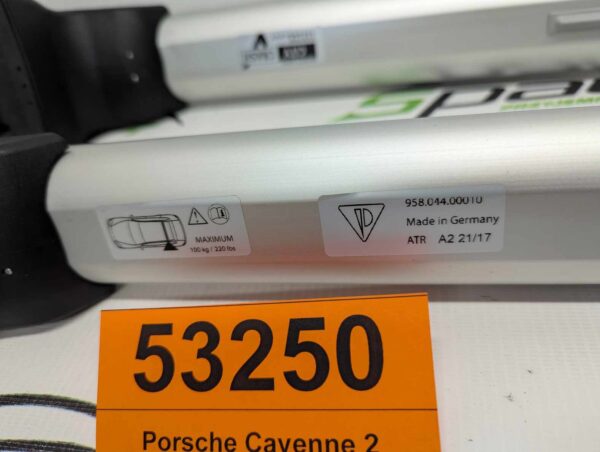 MAXIMUM
100 kg / 220 lbs
958.044.00010
Made in Germany
ATR A2 21/17
53250
Porsche Cayenne 2